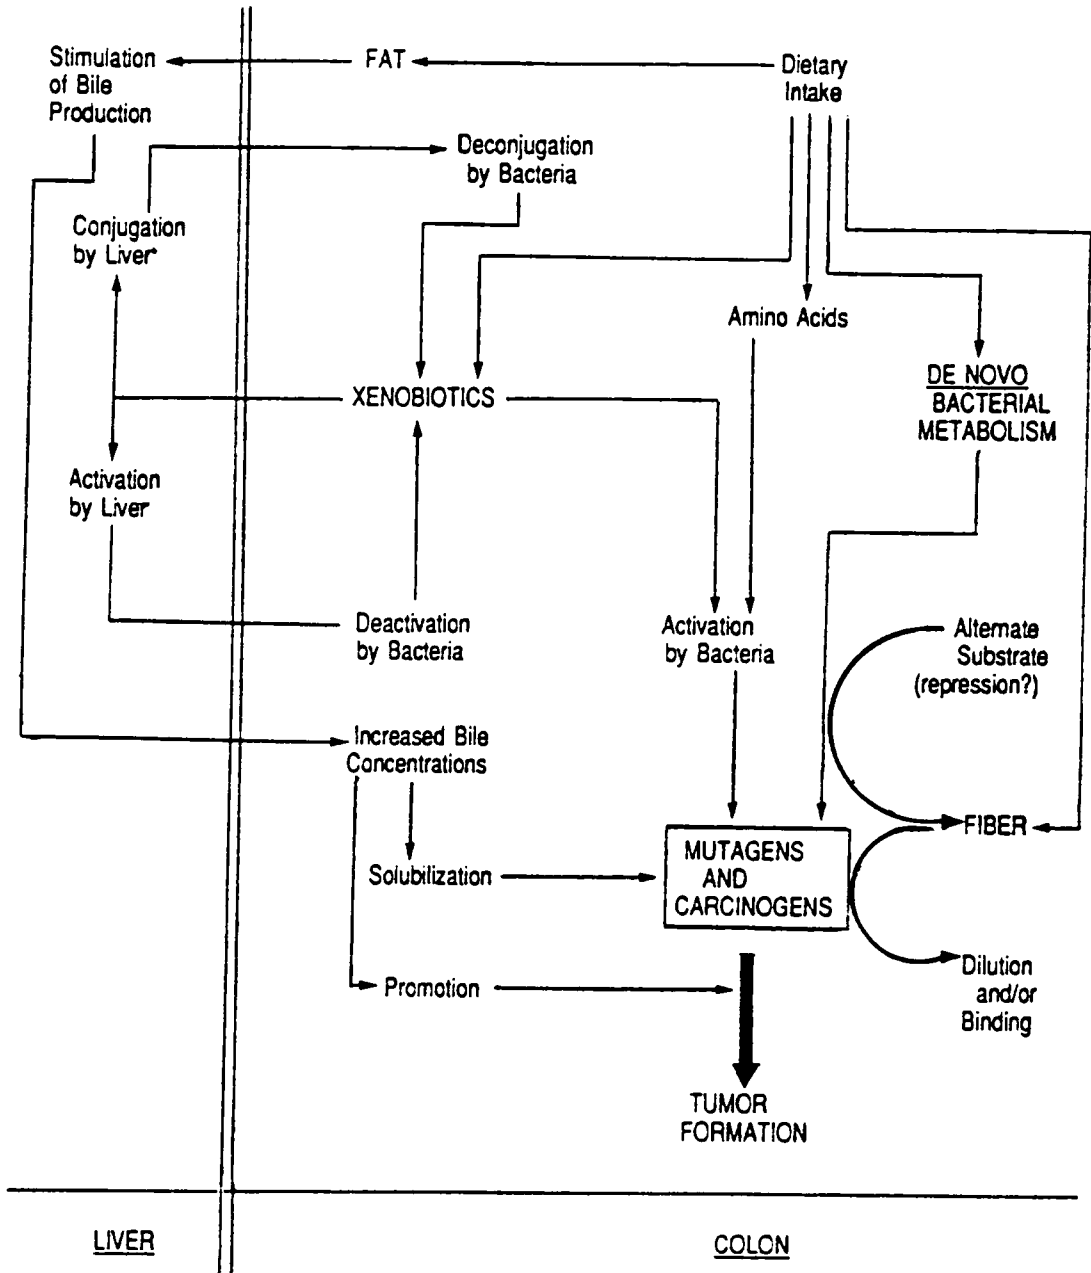 Stimulation
of Bile
Production
FAT
Dietary
Intake
Deconjugation
by Bacteria
Conjugation
by Liver
Amino Acids
XENOBIOTICS
DE NOVO
BACTERIAL
METABOLISM
Activation
by Liver
Deactivation
by Bacteria
Activation
by Bacteria
Alternate
Substrate
(repression?)
Increased Bile
Concentrations
FIBER
MUTAGENS
AND
CARCINOGENS
Solubilization
Promotion
Dilution
and/or
Binding
TUMOR
FORMATION
LIVER
COLON